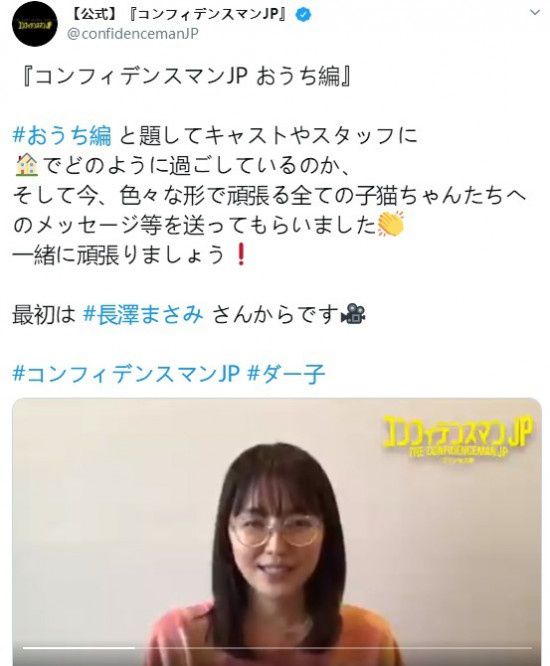 【公式】『コンフィデンスマンJP』
@confidencemanJP
『コンフィデンスマンJP おうち編』
#おうち編 と題してキャストやスタッフに
🏠でどのように過ごしているのか、
そして今、色々な形で頑張る全ての子猫ちゃんたちへ
のメッセージ等を送ってもらいました👏
一緒に頑張りましょう❗
最初は #長澤まさみ さんからです🎥
#コンフィデンスマンJP #ダー子
コンフィデンスマンJP
THE CONFIDENCEMAN JP